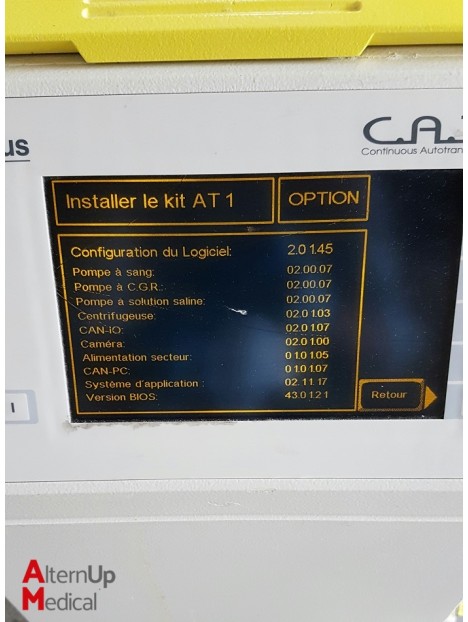 us
C.A.
Continuous Autotran
Installer le kit AT 1
OPTION
Configuration du Logiciel: 2.01.45
Pompe à sang: 02.00.07
Pompe à C.G.R.: 02.00.07
Pompe à solution saline: 02.00.07
Centrifugeuse: 02.01.03
CAN-IO: 02.01.07
Caméra: 02.01.00
Alimentation secteur: 01.01.05
CAN-PC: 01.01.07
Système d'application : 02.11.17
Version BIOS: 43.01.21
Retour
I
AlternUp
Medical